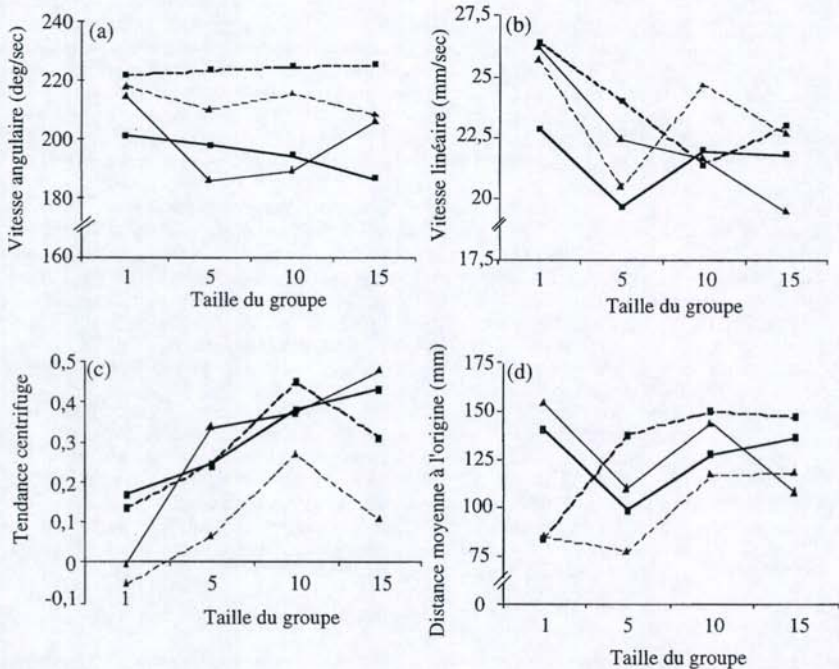 (a)
Vitesse angulaire (deg/sec)
240
220
200
180
160
1 5 10 15
Taille du groupe
(b)
Vitesse linéaire (mm/sec)
27,5
25
22,5
20
17,5
1 5 10 15
Taille du groupe
(c)
Tendance centrifuge
0,5
0,4
0,3
0,2
0,1
0
-0,1
1 5 10 15
Taille du groupe
(d)
Distance moyenne à l'origine (mm)
175
150
125
100
75
0
1 5 10 15
Taille du groupe